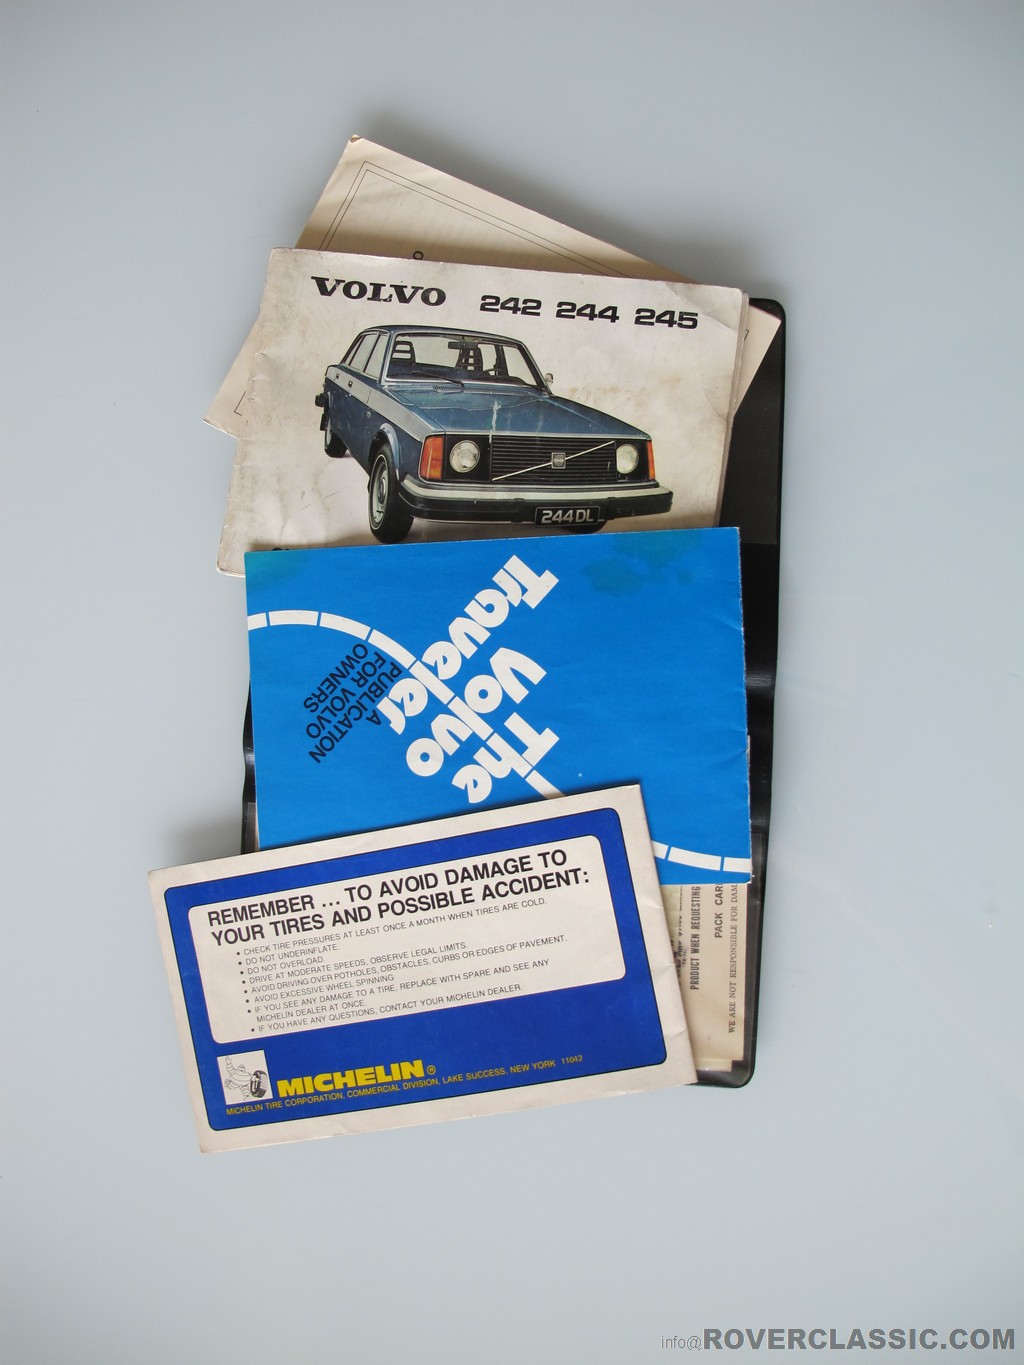 VOLVO 242 244 245
244DL
The Volvo
Traveler
A
PUBLICATION
FOR VOLVO
OWNERS
REMEMBER ... TO AVOID DAMAGE TO
YOUR TIRES AND POSSIBLE ACCIDENT:
• CHECK TIRE PRESSURES AT LEAST ONCE A MONTH WHEN TIRES ARE COLD.
• DO NOT UNDERINFLATE.
• DO NOT OVERLOAD.
• DRIVE AT MODERATE SPEEDS, OBSERVE LEGAL LIMITS.
• AVOID DRIVING OVER POTHOLES, OBSTACLES, CURBS OR EDGES OF PAVEMENT.
• AVOID EXCESSIVE WHEEL SPINNING
• IF YOU SEE ANY DAMAGE TO A TIRE, REPLACE WITH SPARE AND SEE ANY
MICHELIN DEALER AT ONCE.
• IF YOU HAVE ANY QUESTIONS, CONTACT YOUR MICHELIN DEALER.
MICHELIN®
MICHELIN TIRE CORPORATION, COMMERCIAL DIVISION, LAKE SUCCESS, NEW YORK 11042
PRODUCT WHEN REQUESTING
PACK CAR
WE ARE NOT RESPONSIBLE FOR DAM
info@ROVERCLASSIC.COM